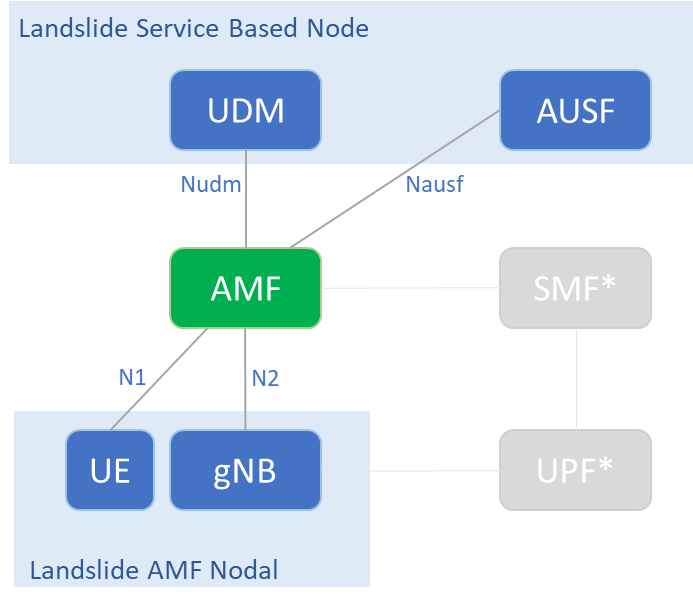 Landslide Service Based Node
UDM
AUSF
Nudm
Nausf
AMF
SMF*
N1
N2
UE
gNB
UPF*
Landslide AMF Nodal